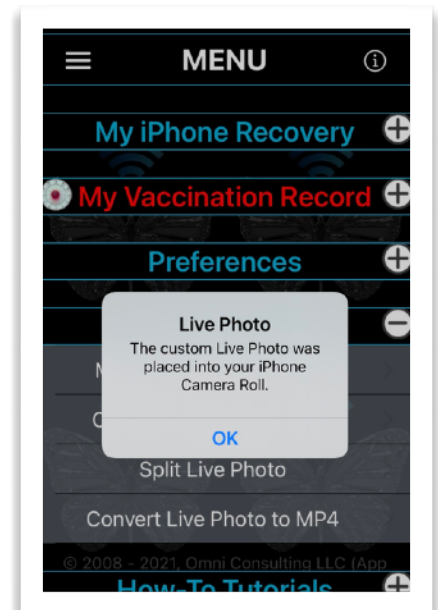 MENU
My iPhone Recovery
My Vaccination Record
Preferences
Live Photo
The custom Live Photo was
placed into your iPhone
Camera Roll.
OK
Split Live Photo
Convert Live Photo to MP4
© 2008 - 2021, Omni Consulting LLC (App
How-To Tutorials